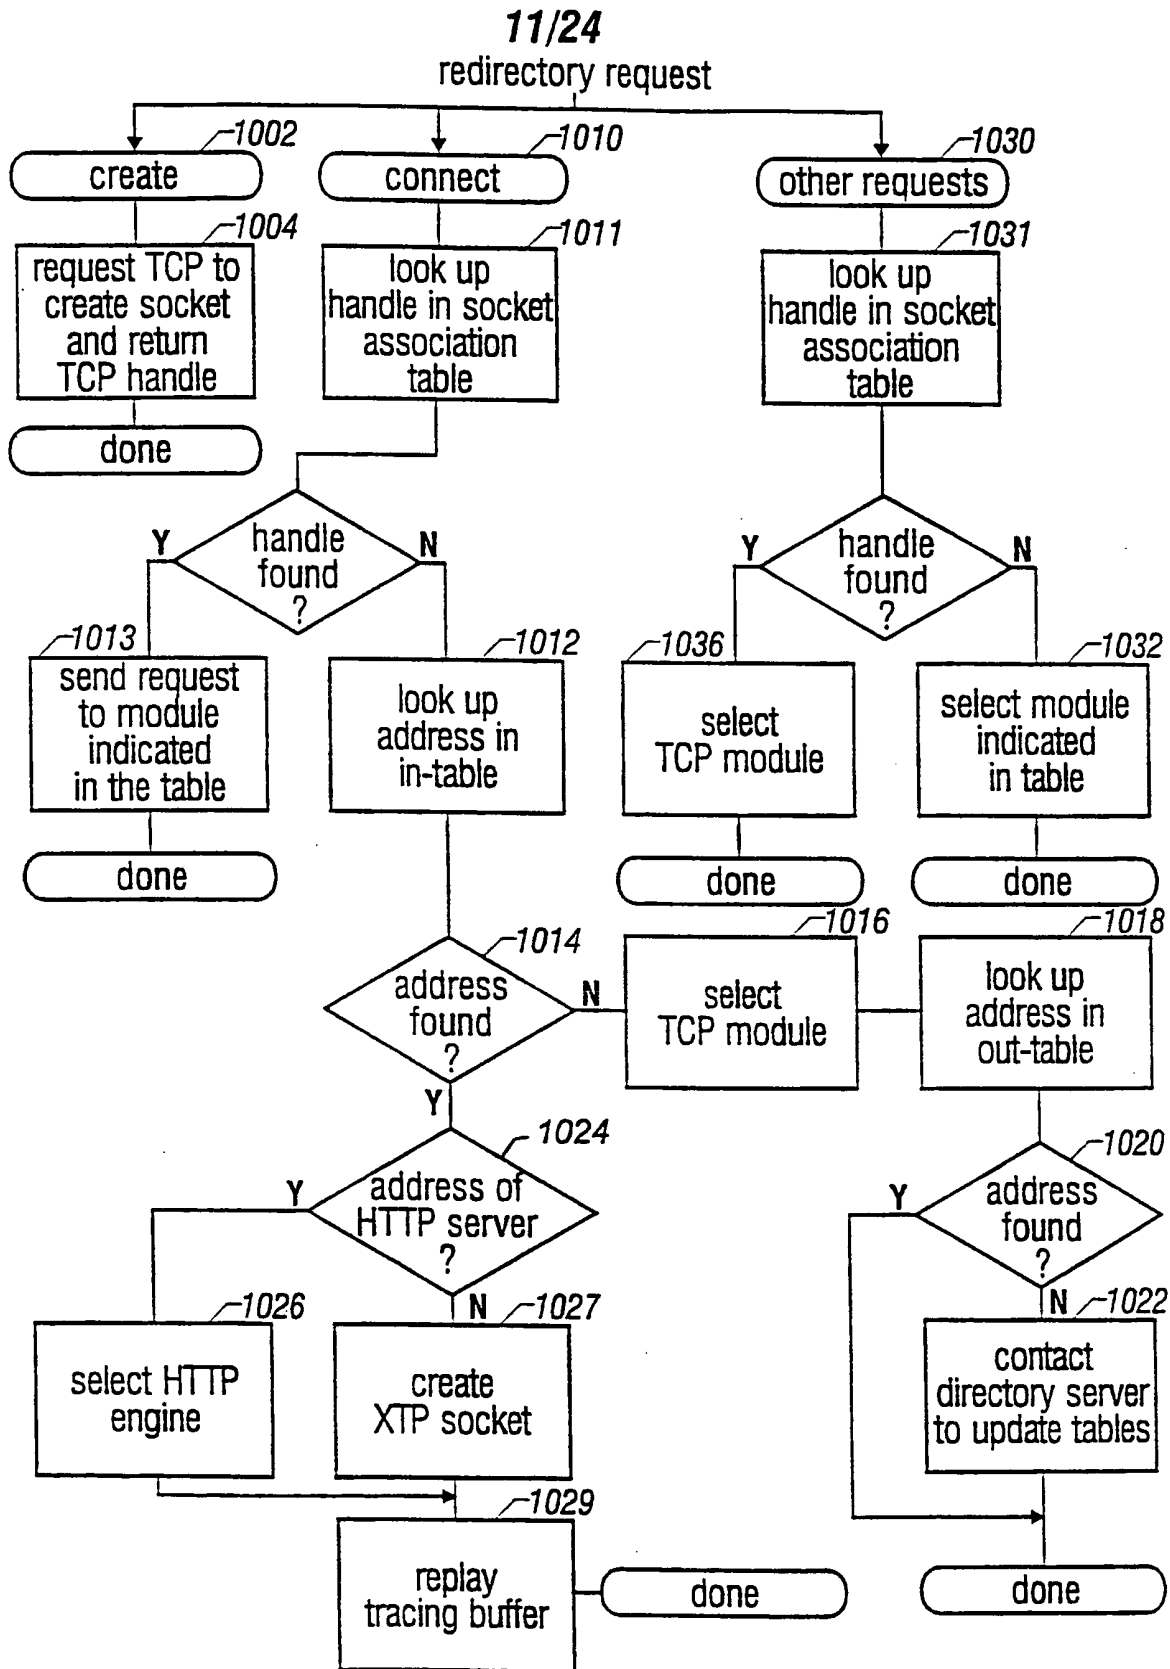 11/24
redirectory request
1002
create
1004
request TCP to
create socket
and return
TCP handle
done
1010
connect
1011
look up
handle in socket
association
table
handle
found
?
Y
N
1013
send request
to module
indicated
in the table
done
1012
look up
address in
in-table
1030
other requests
1031
look up
handle in socket
association
table
handle
found
?
Y
N
1036
select
TCP module
done
1032
select module
indicated
in table
done
1014
address
found
?
N
Y
1016
select
TCP module
1018
look up
address in
out-table
1020
address
found
?
Y
N
1022
contact
directory server
to update tables
done
1024
address of
HTTP server
?
Y
N
1026
select HTTP
engine
1027
create
XTP socket
1029
replay
tracing buffer
done